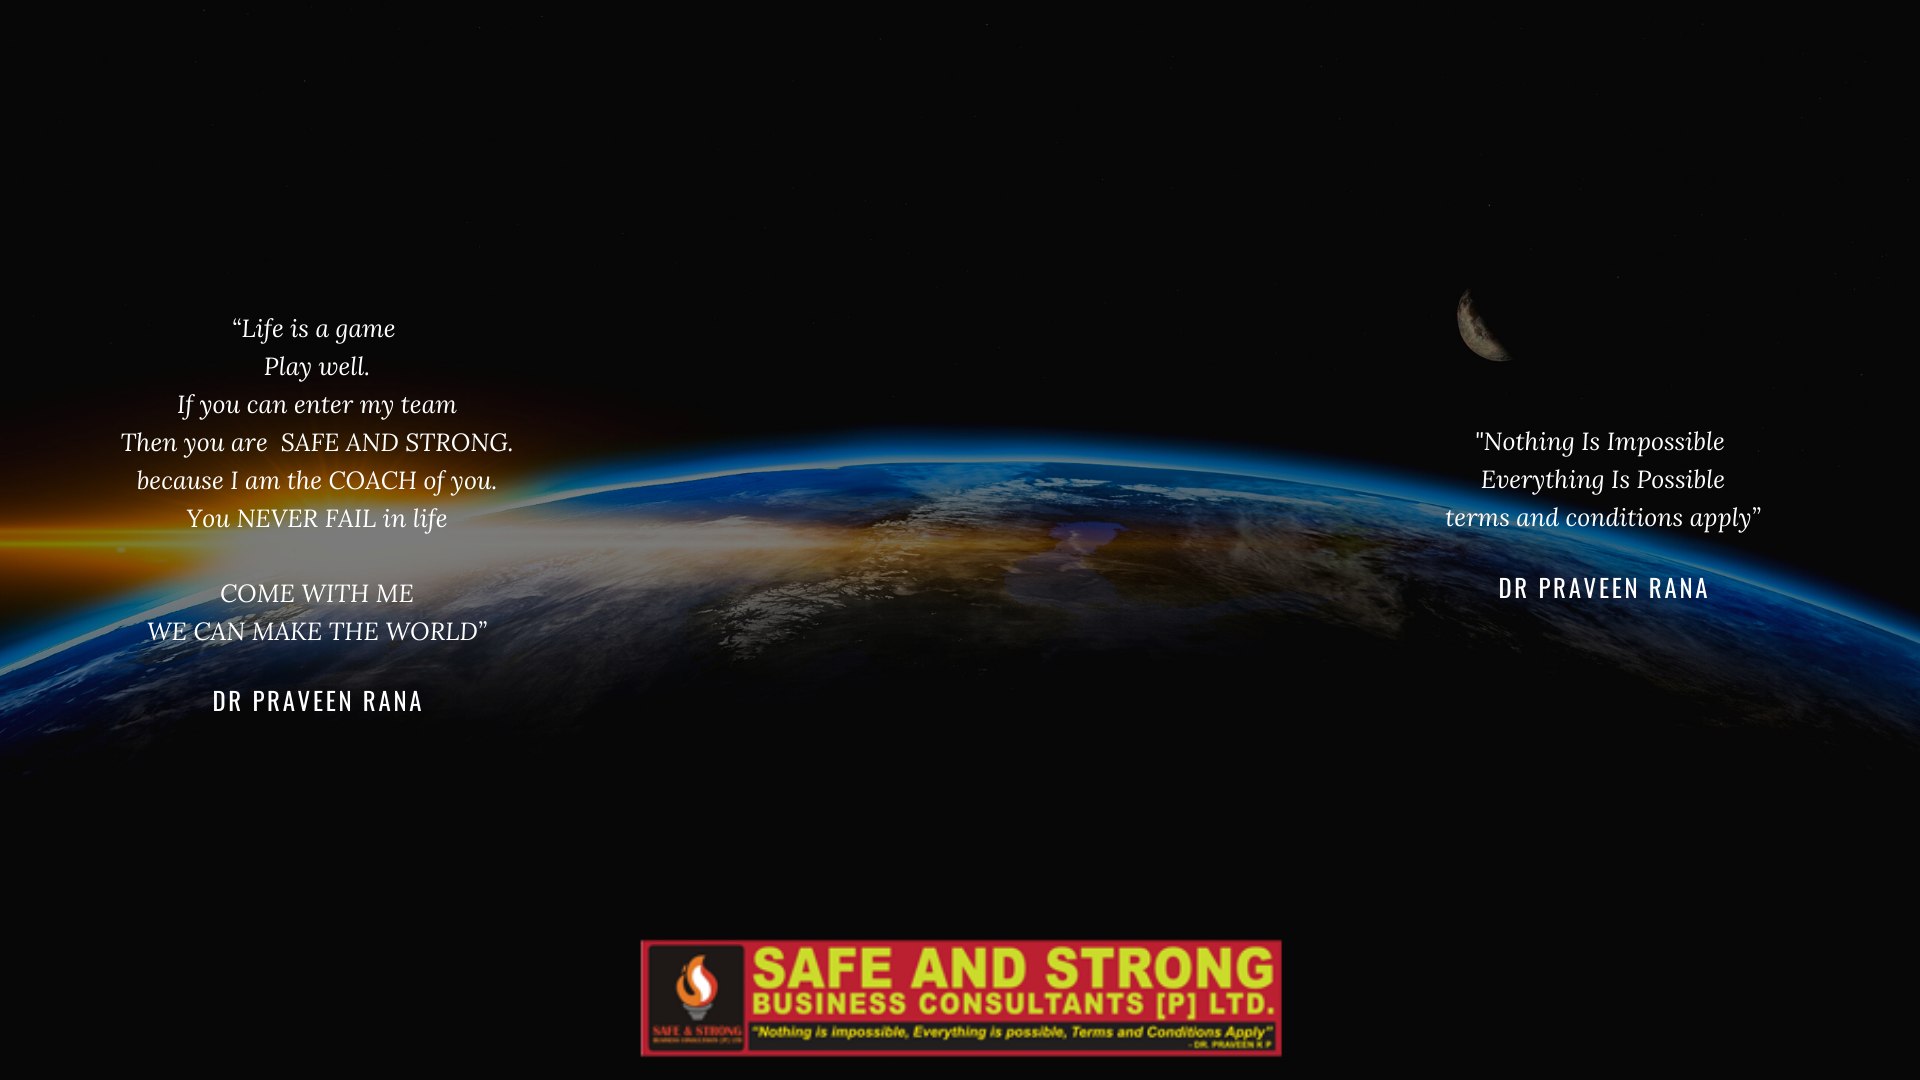 “Life is a game
Play well.
If you can enter my team
Then you are  SAFE AND STRONG.
because I am the COACH of you.
You NEVER FAIL in life
COME WITH ME
WE CAN MAKE THE WORLD”
DR PRAVEEN RANA
"Nothing Is Impossible
Everything Is Possible
terms and conditions apply”
DR PRAVEEN RANA
SAFE & STRONG
BUSINESS CONSULTANTS (P) LTD
SAFE AND STRONG
BUSINESS CONSULTANTS [P] LTD.
"Nothing is impossible, Everything is possible, Terms and Conditions Apply"
- DR. PRAVEEN K P